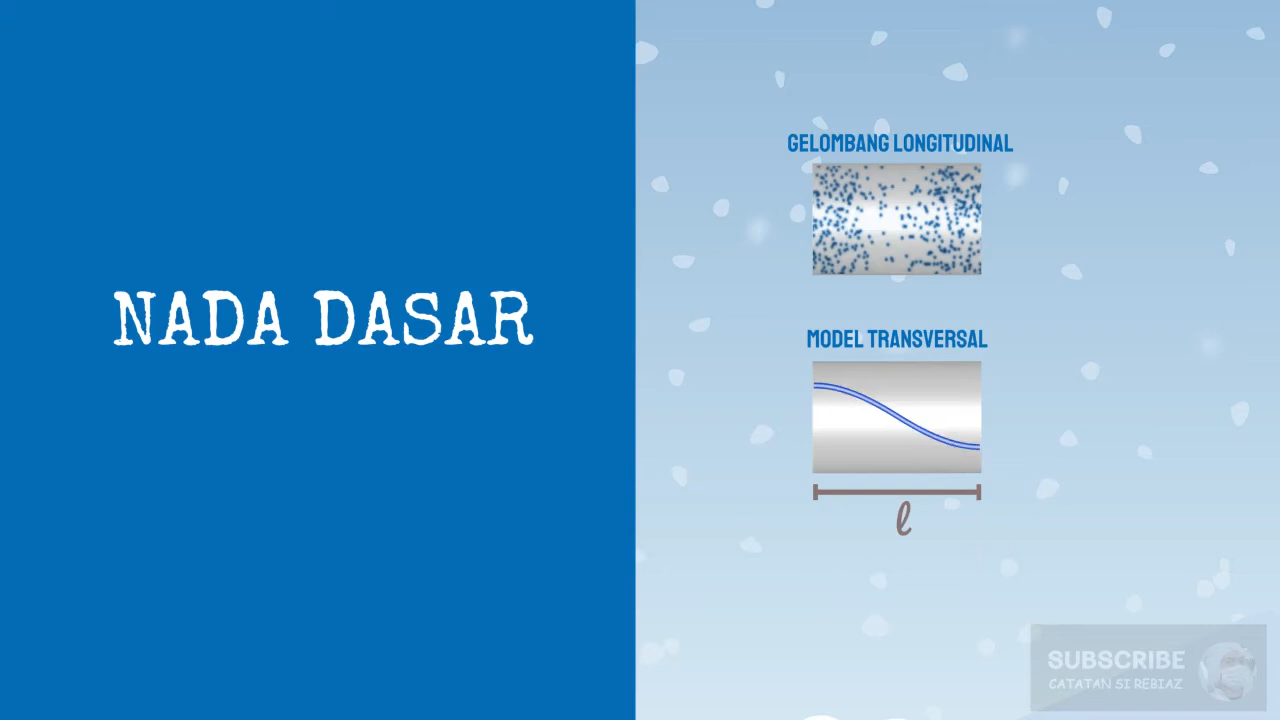 NADA DASAR
GELOMBANG LONGITUDINAL
MODEL TRANSVERSAL
ℓ
SUBSCRIBE
CATATAN SI REBIAZ